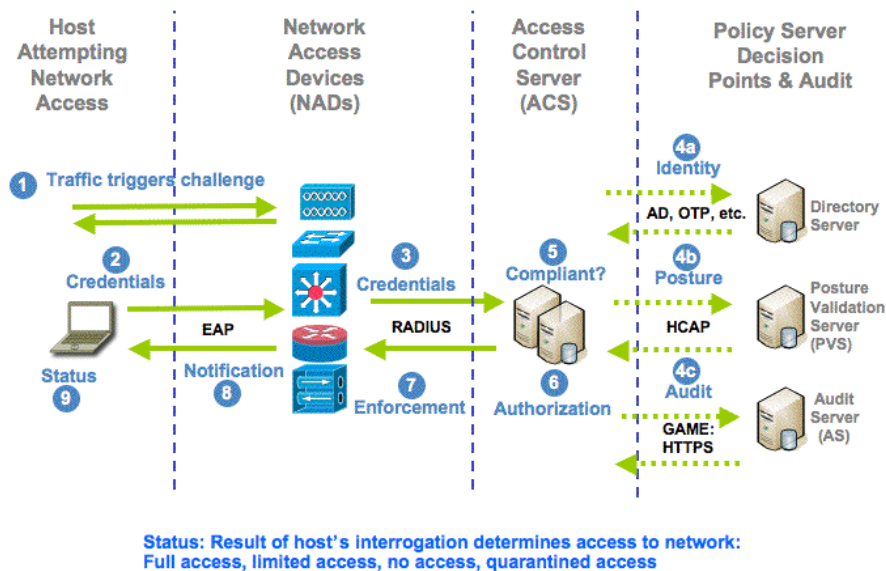 Host
Attempting
Network
Access
Network
Access
Devices
(NADs)
Access
Control
Server
(ACS)
Policy Server
Decision
Points & Audit
1 Traffic triggers challenge
2
Credentials
EAP
3
Credentials
RADIUS
4a
Identity
AD, OTP, etc.
Directory
Server
5
Compliant?
4b
Posture
HCAP
Posture
Validation
Server
(PVS)
6
Authorization
4c
Audit
GAME:
HTTPS
Audit
Server
(AS)
7
Enforcement
Notification
8
Status
9
Status: Result of host's interrogation determines access to network:
Full access, limited access, no access, quarantined access